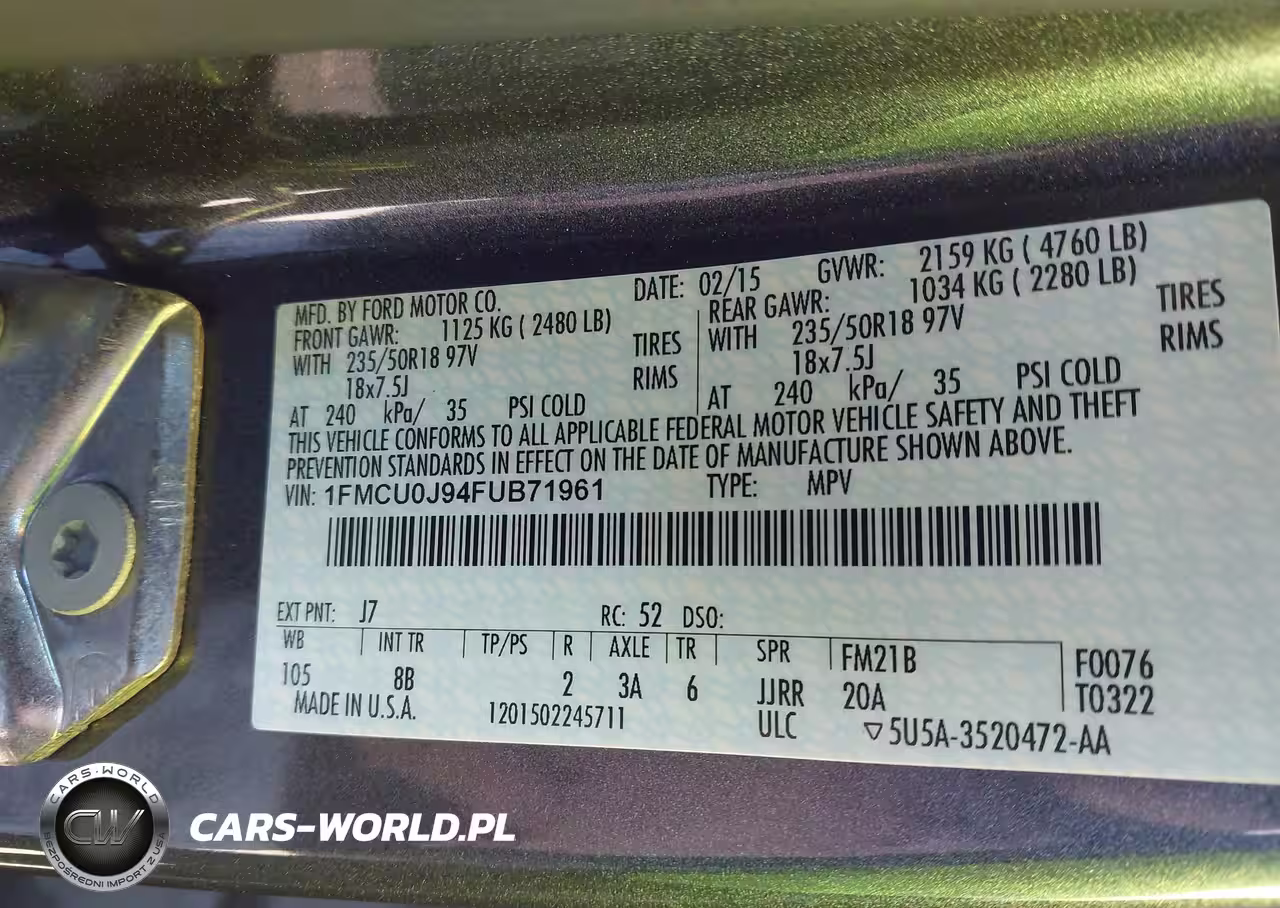 MFD. BY FORD MOTOR CO. DATE: 02/15 GVWR: 2159 KG ( 4760 LB)
FRONT GAWR: 1125 KG ( 2480 LB) REAR GAWR: 1034 KG ( 2280 LB)
WITH 235/50R18 97V TIRES WITH 235/50R18 97V TIRES
18x7.5J RIMS 18x7.5J RIMS
AT 240 kPa/ 35 PSI COLD AT 240 kPa/ 35 PSI COLD
THIS VEHICLE CONFORMS TO ALL APPLICABLE FEDERAL MOTOR VEHICLE SAFETY AND THEFT
PREVENTION STANDARDS IN EFFECT ON THE DATE OF MANUFACTURE SHOWN ABOVE.
VIN: 1FMCU0J94FUB71961 TYPE: MPV
EXT PNT: J7 RC: 52 DSO:
WB INT TR TP/PS R AXLE TR SPR FM21B F0076
105 8B 2 3A 6 JJRR 20A T0322
MADE IN U.S.A. 1201502245711 ULC ▽5U5A-3520472-AA
CARS-WORLD
CW
BEZPOŚREDNI IMPORT Z USA
CARS-WORLD.PL